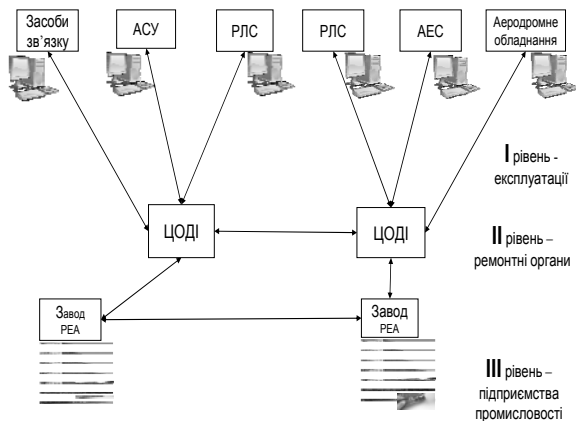 Засоби
зв’язку
АСУ
РЛС
РЛС
АЕС
Аеродромне
обладнання
I рівень -
експлуатації
ЦОДІ
ЦОДІ
II рівень –
ремонтні органи
Завод
РЕА
Завод
РЕА
III рівень –
підприємства
промисловості